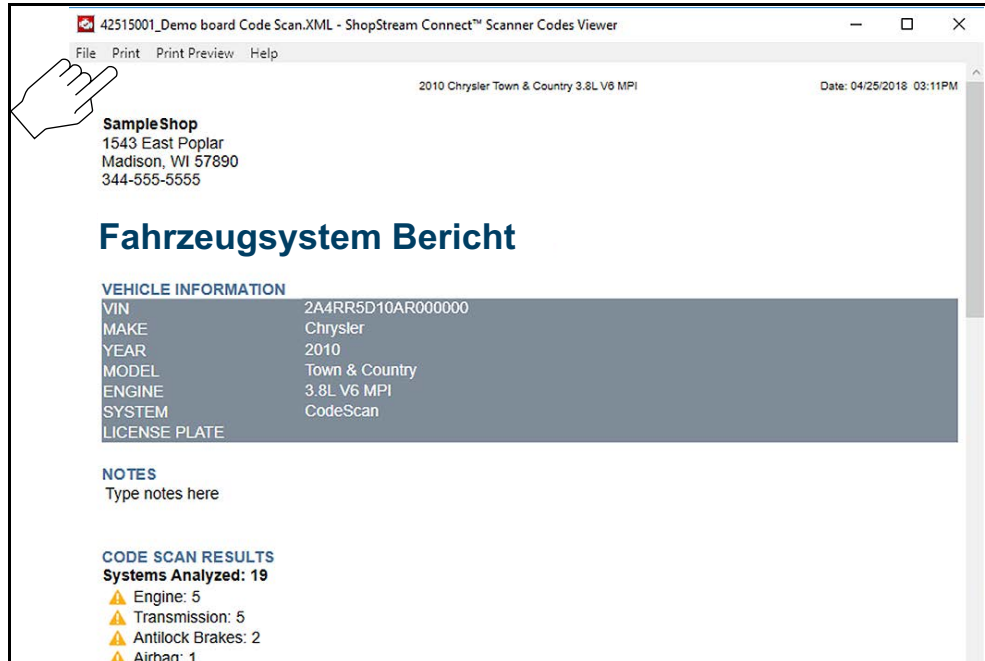 42515001_Demo board Code Scan.XML - ShopStream Connect™ Scanner Codes Viewer
File Print Print Preview Help
2010 Chrysler Town & Country 3.8L V6 MPI Date: 04/25/2018 03:11PM
SampleShop
1543 East Poplar
Madison, WI 57890
344-555-5555
Fahrzeugsystem Bericht
VEHICLE INFORMATION
VIN 2A4RR5D10AR000000
MAKE Chrysler
YEAR 2010
MODEL Town & Country
ENGINE 3.8L V6 MPI
SYSTEM CodeScan
LICENSE PLATE
NOTES
Type notes here
CODE SCAN RESULTS
Systems Analyzed: 19
Engine: 5
Transmission: 5
Antilock Brakes: 2
Airbag: 1